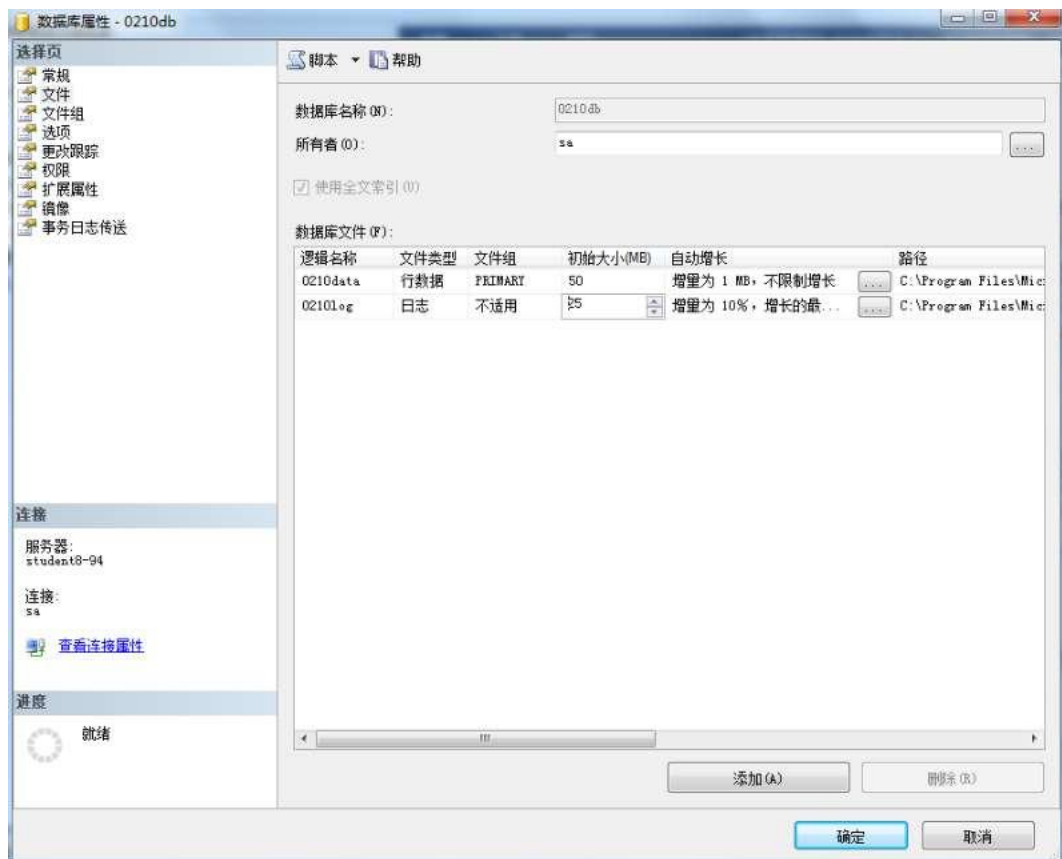 数据库属性 - 0210db
选择页
常规
文件
文件组
选项
更改跟踪
权限
扩展属性
镜像
事务日志传送
脚本 帮助
数据库名称(N): 0210db
所有者(O): sa ...
使用全文索引(U)
数据库文件(F):
逻辑名称 文件类型 文件组 初始大小(MB) 自动增长 路径
0210data 行数据 PRIMARY 50 增量为 1 MB，不限制增长 ... C:\Program Files\Mic
0210log 日志 不适用 25 增量为 10%，增长的最... ... C:\Program Files\Mic
连接
服务器:
student8-94
连接:
sa
查看连接属性
进度
就绪
添加(A) 删除(R)
确定 取消